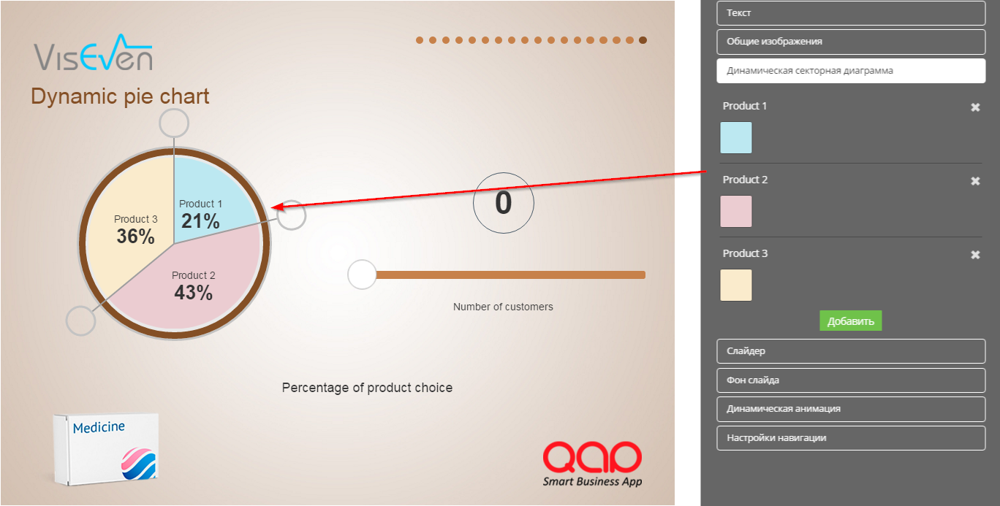 VisEven
Dynamic pie chart
Product 1
21%
Product 3
36%
Product 2
43%
0
Number of customers
Percentage of product choice
Medicine
QAP
Smart Business App
Текст
Общие изображения
Динамическая секторная диаграмма
Product 1
Product 2
Product 3
Добавить
Слайдер
Фон слайда
Динамическая анимация
Настройки навигации